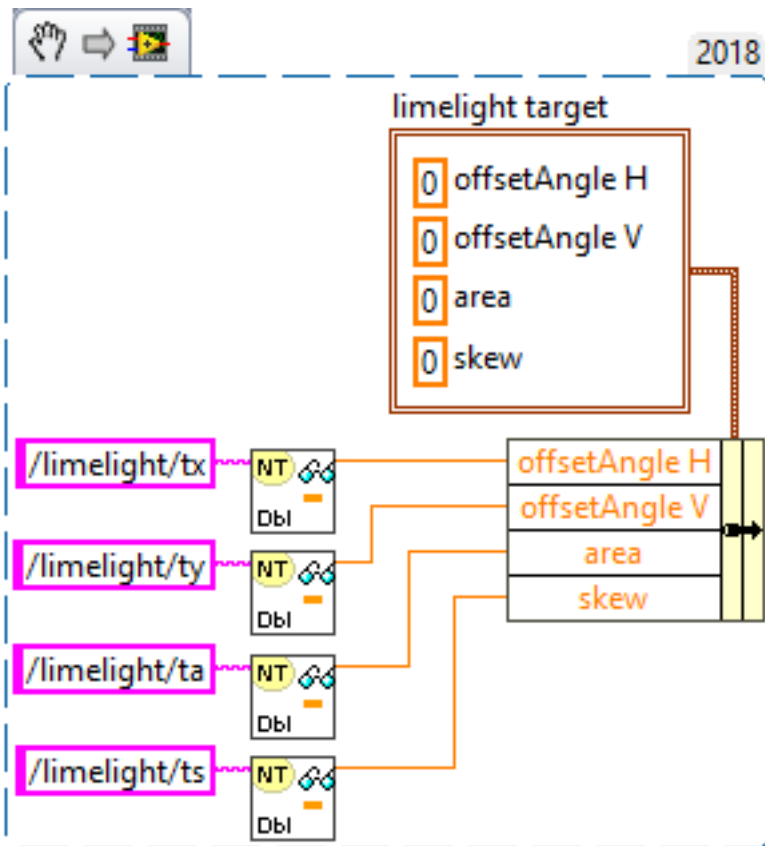 2018
limelight target
0 offsetAngle H
0 offsetAngle V
0 area
0 skew
/limelight/tx
NT
Dbl
offsetAngle H
offsetAngle V
area
skew
/limelight/ty
NT
Dbl
/limelight/ta
NT
Dbl
/limelight/ts
NT
Dbl